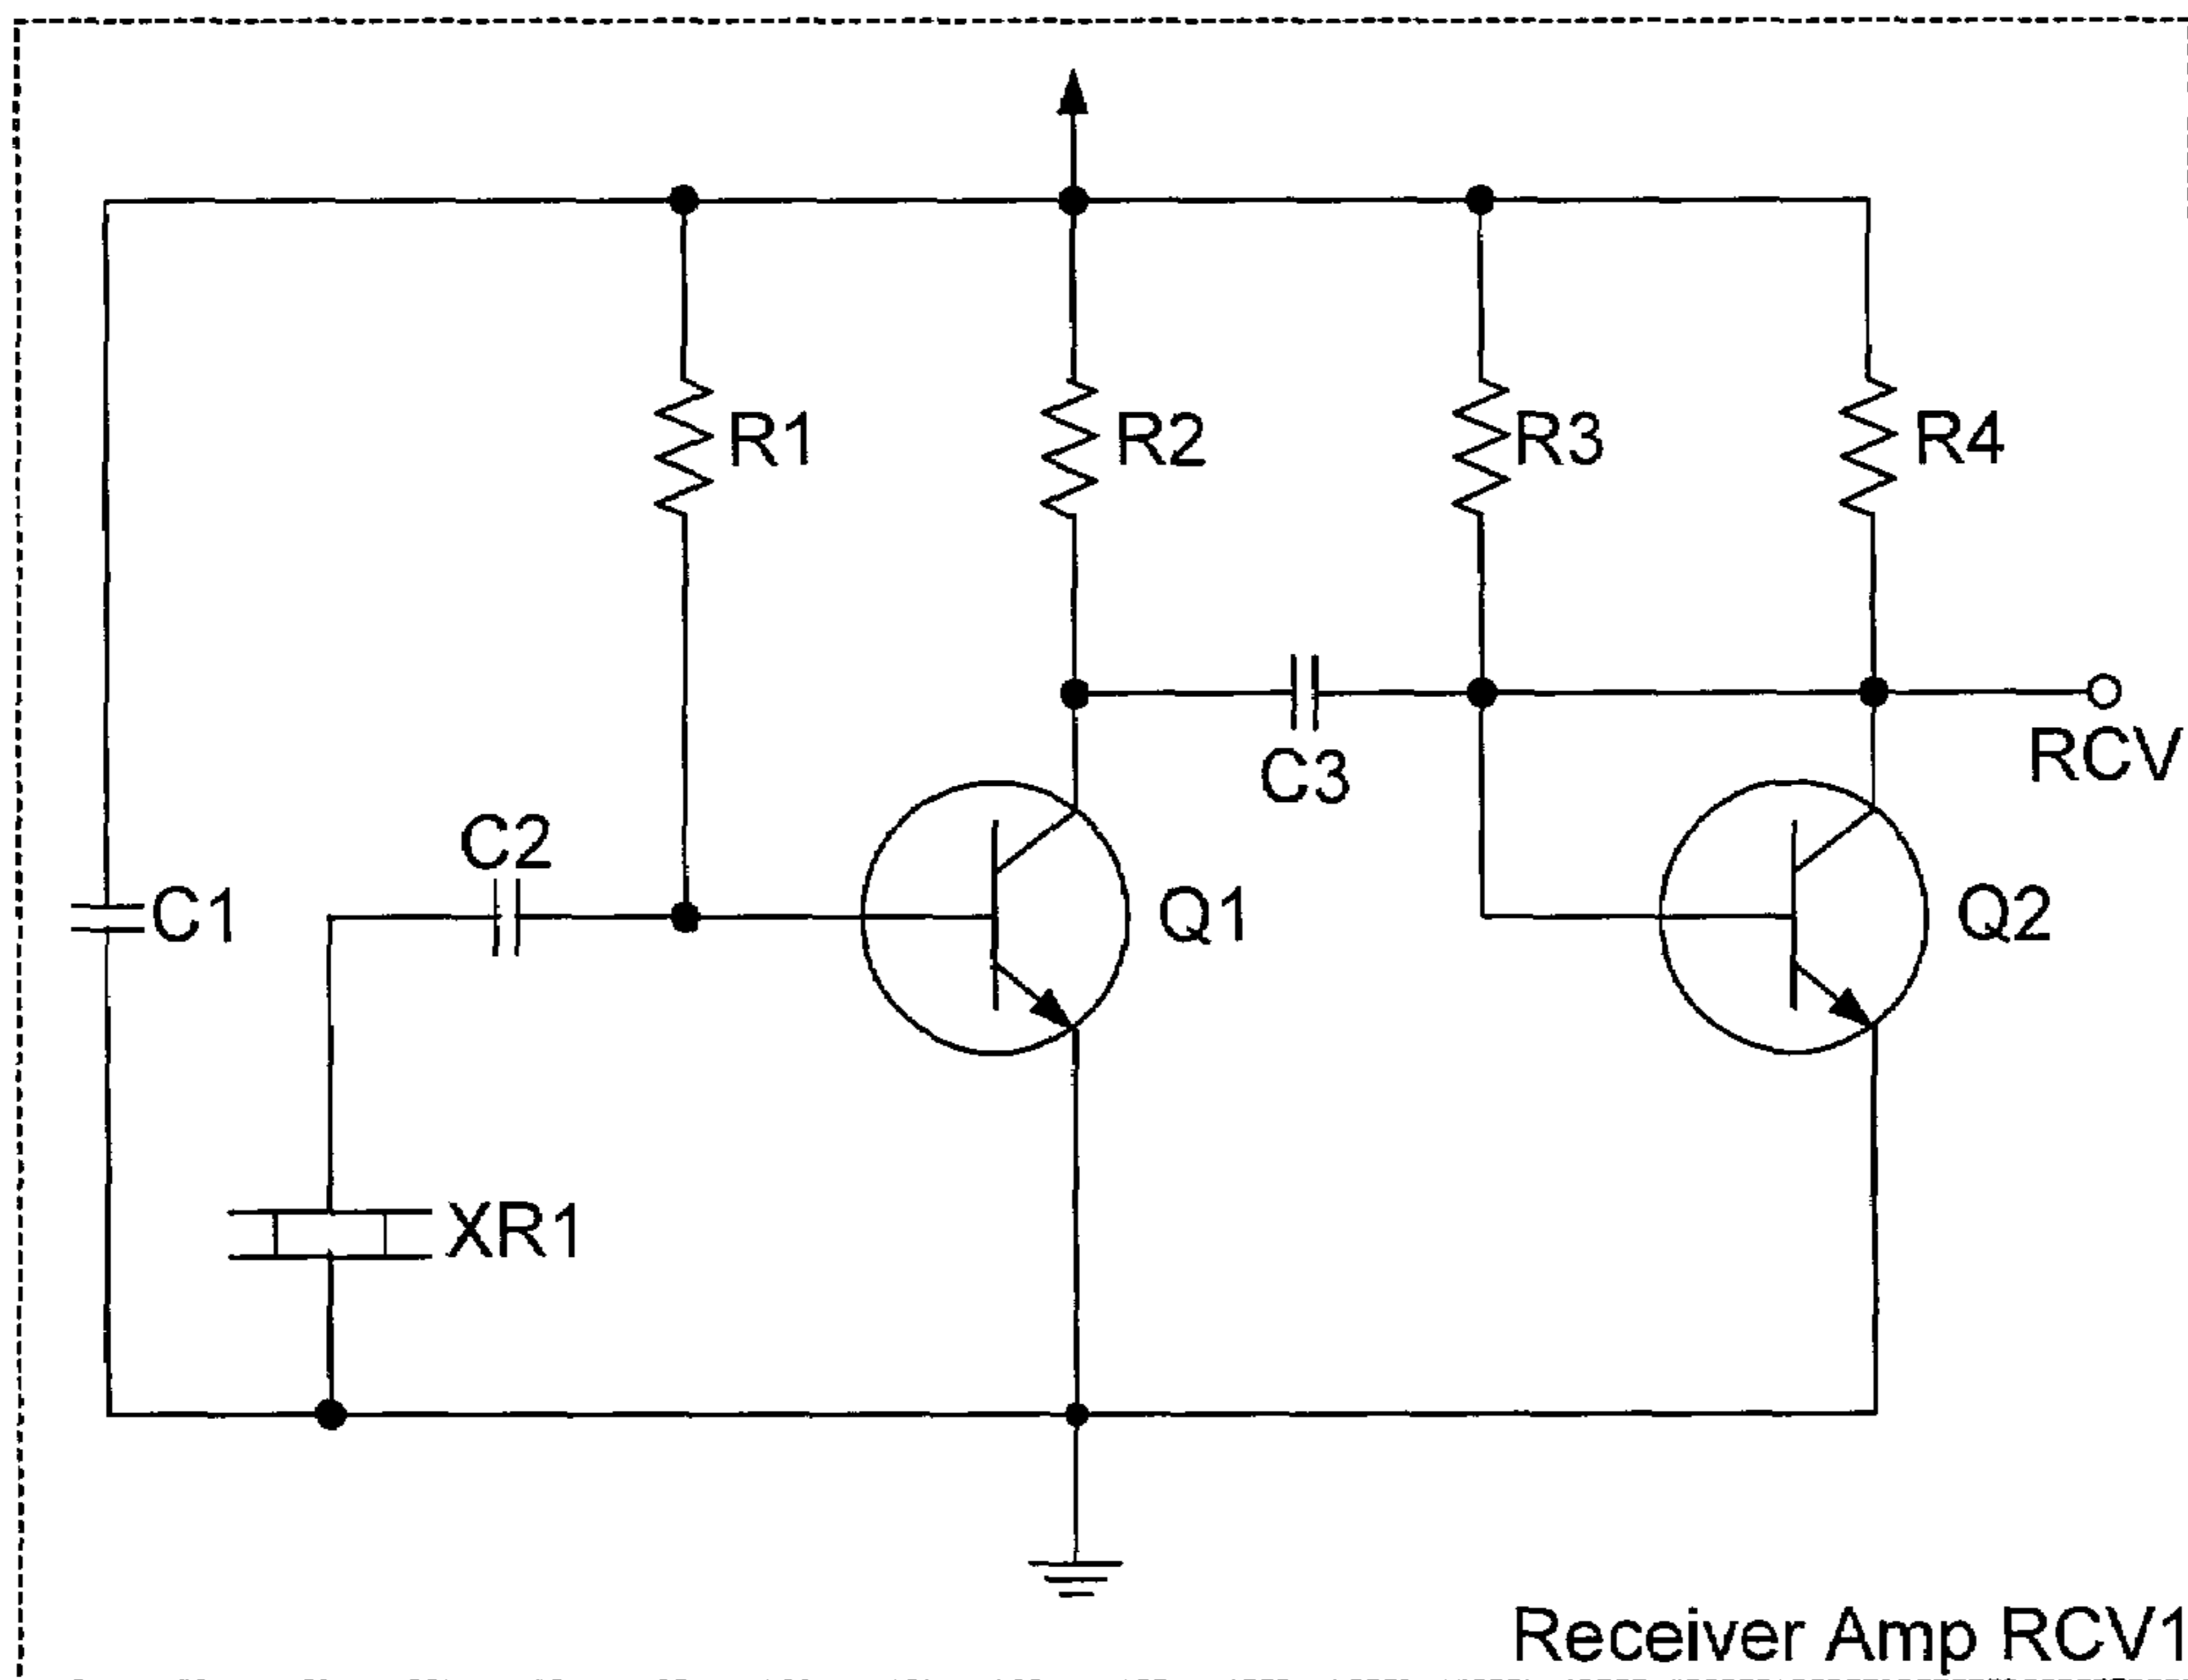 R1
R2
R3
R4
C3
RCV
C2
C1
Q1
Q2
XR1
Receiver Amp RCV1